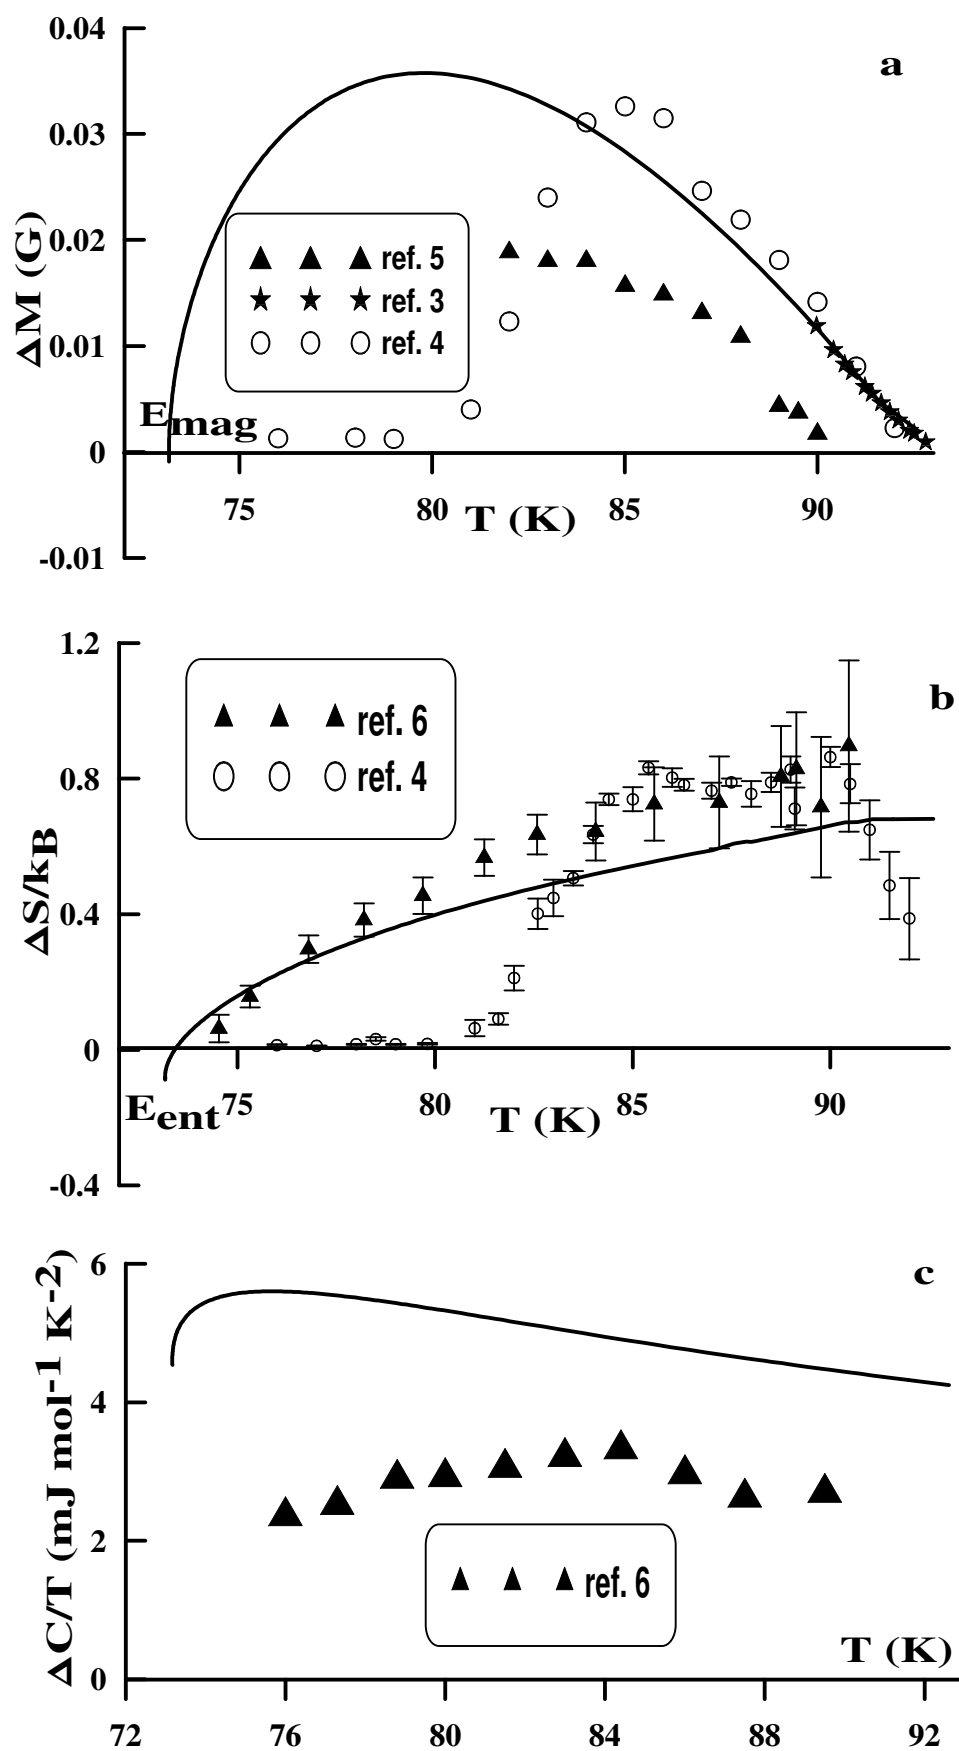 0.04
a
0.03
ΔM (G)
0.02
ref. 5
ref. 3
0.01
ref. 4
Emag
0
75
80
T (K)
85
90
-0.01
1.2
b
ref. 6
0.8
ref. 4
ΔS/kB
0.4
0
Eent
75
80
T (K)
85
90
-0.4
6
c
ΔC/T (mJ mol-1 K-2)
4
2
ref. 6
T (K)
0
72
76
80
84
88
92